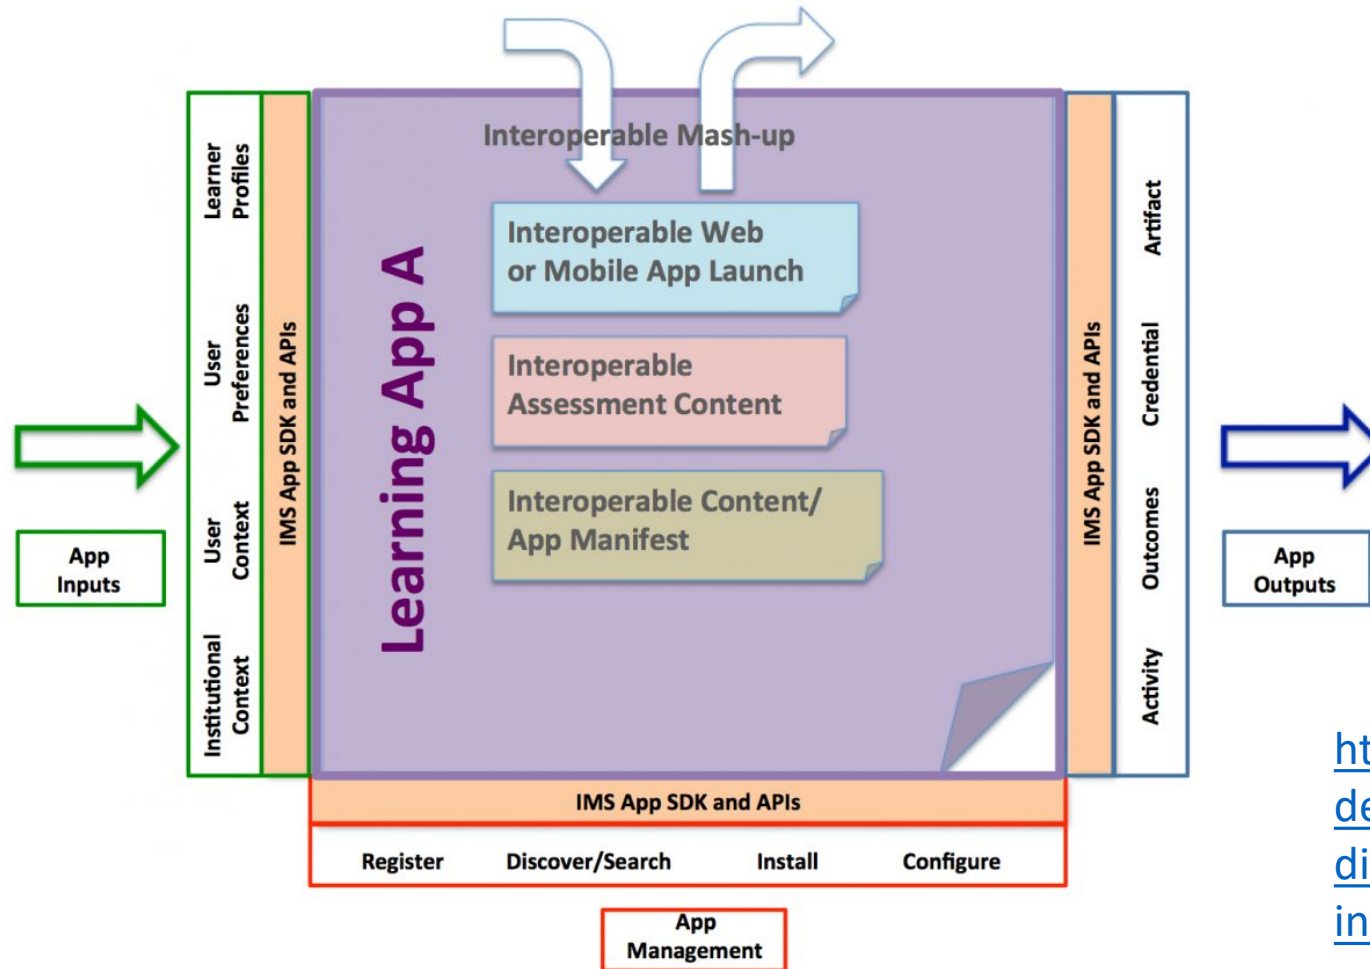 Interoperable Mash-up
Learner
Profiles
User
Preferences
User
Context
Institutional
Context
IMS App SDK and APIs
Learning App A
Interoperable Web
or Mobile App Launch
Interoperable
Assessment Content
Interoperable Content/
App Manifest
IMS App SDK and APIs
Artifact
Credential
Outcomes
Activity
App
Inputs
App
Outputs
IMS App SDK and APIs
Register Discover/Search Install Configure
App
Management